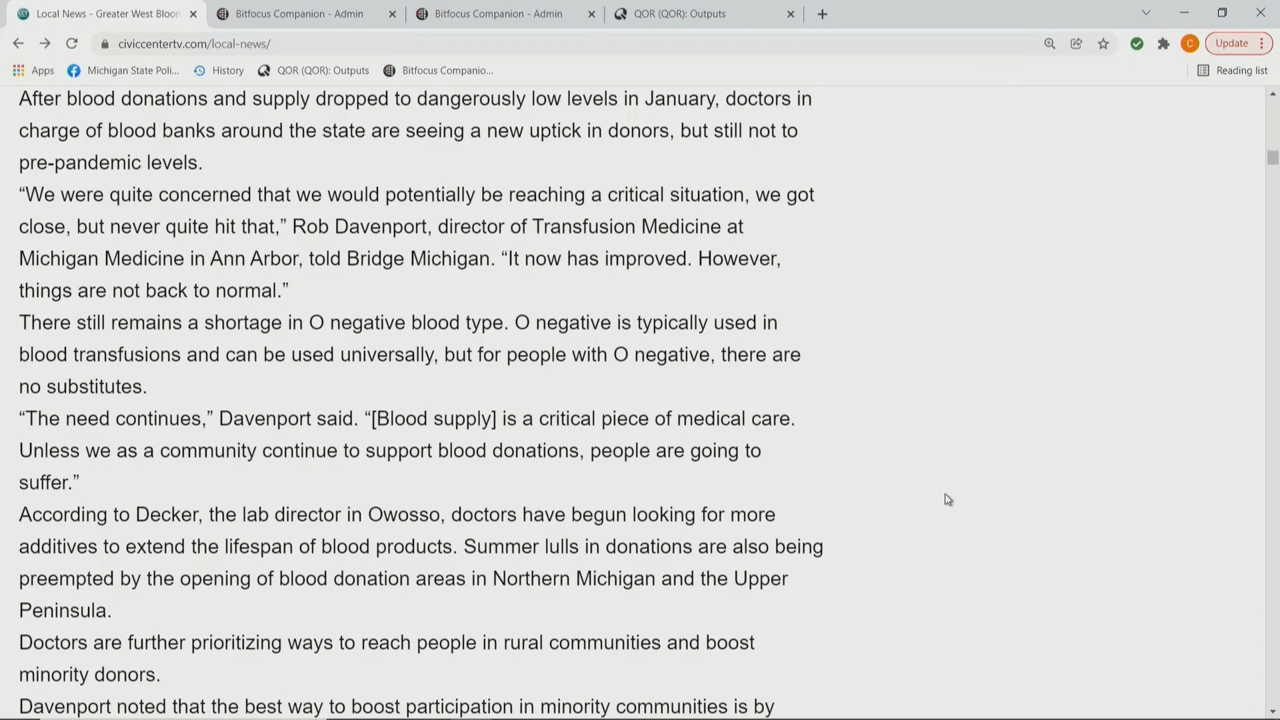 Local News - Greater West Bloon
Bitfocus Companion - Admin
Bitfocus Companion - Admin
QOR (QOR): Outputs
civiccentertv.com/local-news/
C
Update
Apps
Michigan State Poli...
History
QOR (QOR): Outputs
Bitfocus Companio...
Reading list
After blood donations and supply dropped to dangerously low levels in January, doctors in
charge of blood banks around the state are seeing a new uptick in donors, but still not to
pre-pandemic levels.
“We were quite concerned that we would potentially be reaching a critical situation, we got
close, but never quite hit that,” Rob Davenport, director of Transfusion Medicine at
Michigan Medicine in Ann Arbor, told Bridge Michigan. “It now has improved. However,
things are not back to normal.”
There still remains a shortage in O negative blood type. O negative is typically used in
blood transfusions and can be used universally, but for people with O negative, there are
no substitutes.
“The need continues,” Davenport said. “[Blood supply] is a critical piece of medical care.
Unless we as a community continue to support blood donations, people are going to
suffer.”
According to Decker, the lab director in Owosso, doctors have begun looking for more
additives to extend the lifespan of blood products. Summer lulls in donations are also being
preempted by the opening of blood donation areas in Northern Michigan and the Upper
Peninsula.
Doctors are further prioritizing ways to reach people in rural communities and boost
minority donors.
Davenport noted that the best way to boost participation in minority communities is by